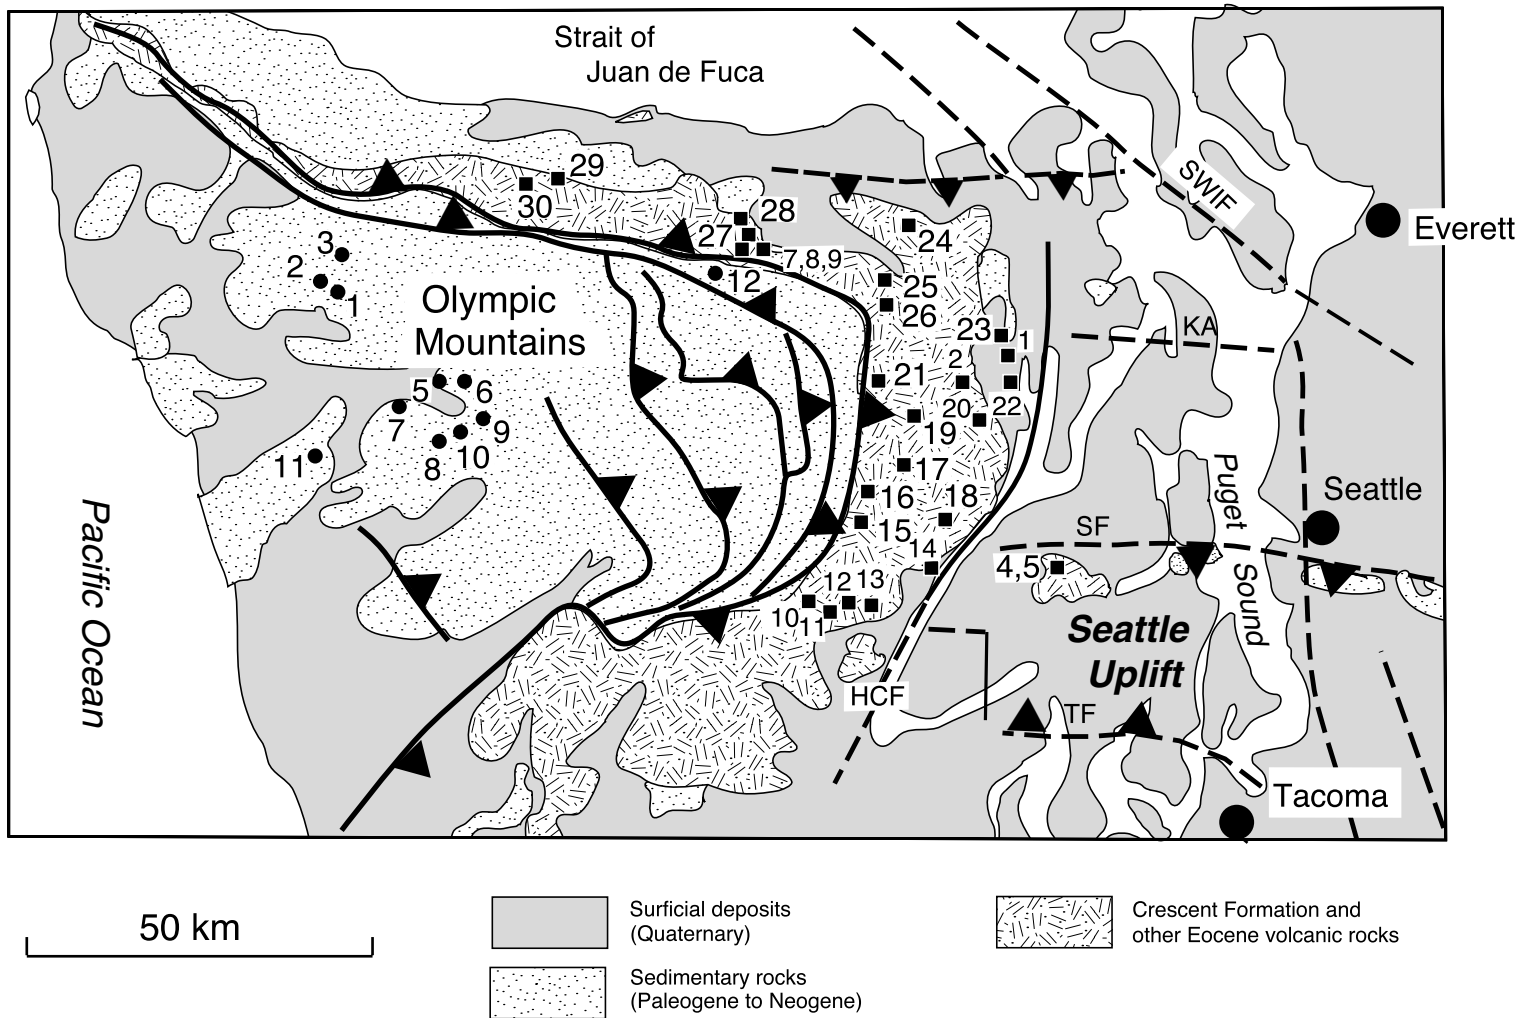 Strait of
Juan de Fuca
SWIF
Everett
29
30
28
27
7,8,9
24
3
2
1
12
25
26
Olympic
Mountains
23
1
KA
2
21
5
6
20
22
7
9
19
8
10
11
17
16
18
15
14
Puget
Sound
Seattle
SF
4,5
12
13
10
11
Pacific Ocean
Seattle
Uplift
HCF
TF
Tacoma
50 km
Surficial deposits
(Quaternary)
Sedimentary rocks
(Paleogene to Neogene)
Crescent Formation and
other Eocene volcanic rocks